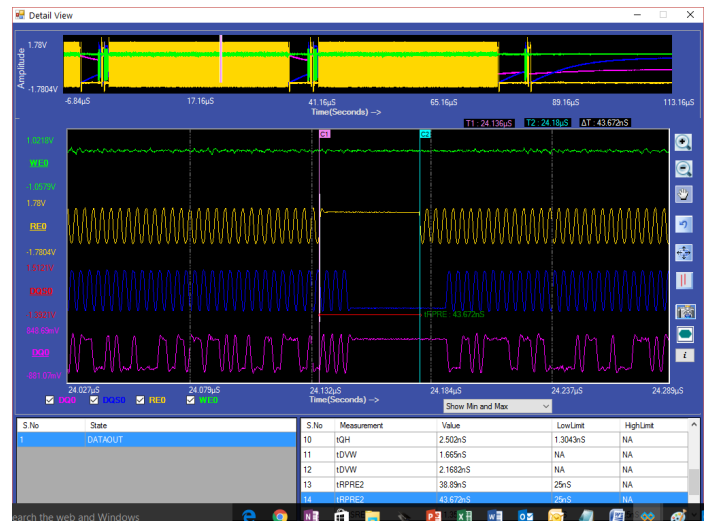 Detail View
1.78V
Amplitude
-1.7804V
-6.84µS 17.16µS 41.16µS 65.16µS 89.16µS 113.16µS
Time(Seconds) -->
T1 : 24.136µS T2 : 24.18µS ΔT : 43.672nS
C1 C2
1.0218V
WE0
-1.0579V
1.78V
RE0
-1.7804V
DQS0
tRPRE : 43.672nS
DQ0
24.027µS 24.079µS 24.132µS 24.184µS 24.237µS 24.289µS
DQ0 DQS0 RE0 WE0
Time(Seconds) -->
Show Min and Max
i
S.No State
1 DATAOUT
S.No Measurement Value LowLimit HighLimit
10 tQH 2.502nS 1.3043nS NA
11 tDVW 1.665nS NA NA
12 tDVW 2.1682nS NA NA
13 tRPRE2 38.89nS 25nS NA
14 tRPRE2 43.672nS 25nS NA
earch the web and Windows